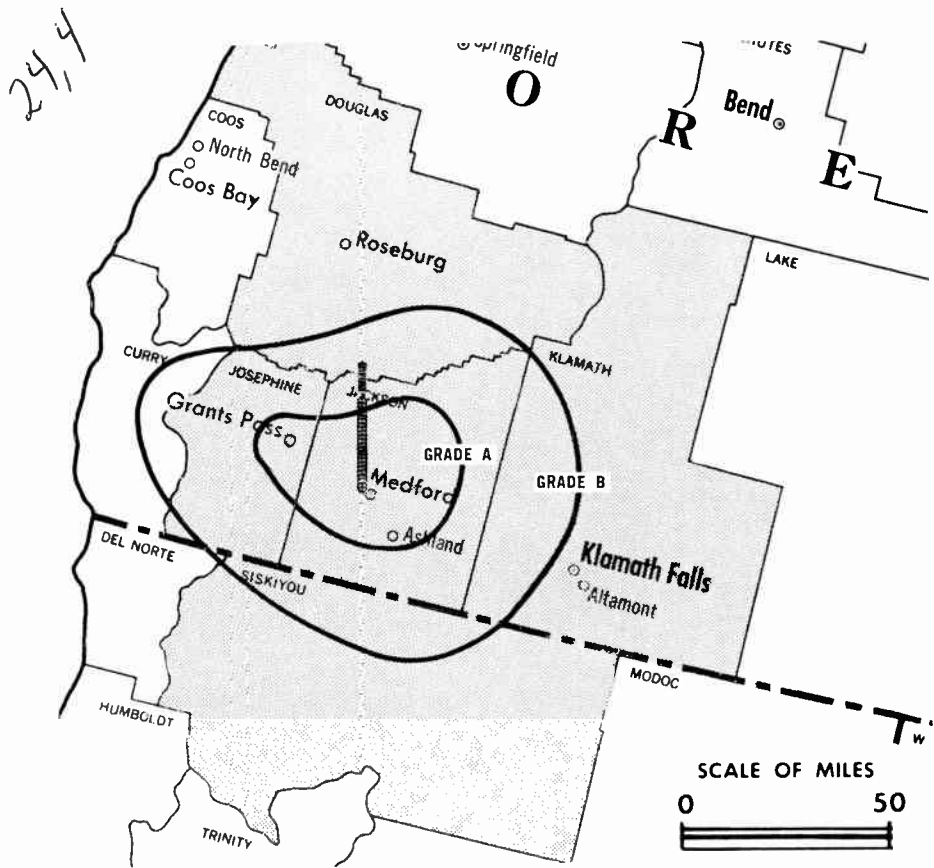 24,4
Springfield
UTES
O
DOUGLAS
Bend
R
COOS
North Bend
E
Coos Bay
Roseburg
LAKE
CURRY
KLAMATH
JOSEPHINE
Grants Pass
GRADE A
GRADE B
Medford
Ashland
DEL NORTE
Klamath Falls
SISKIYOU
Altamont
MODOC
HUMBOLDT
W
SCALE OF MILES
0 50
TRINITY